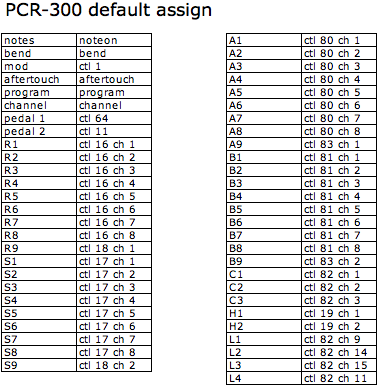 PCR-300 default assign
notes noteon
bend bend
mod ctl 1
aftertouch aftertouch
program program
channel channel
pedal 1 ctl 64
pedal 2 ctl 11
R1 ctl 16 ch 1
R2 ctl 16 ch 2
R3 ctl 16 ch 3
R4 ctl 16 ch 4
R5 ctl 16 ch 5
R6 ctl 16 ch 6
R7 ctl 16 ch 7
R8 ctl 16 ch 8
R9 ctl 18 ch 1
S1 ctl 17 ch 1
S2 ctl 17 ch 2
S3 ctl 17 ch 3
S4 ctl 17 ch 4
S5 ctl 17 ch 5
S6 ctl 17 ch 6
S7 ctl 17 ch 7
S8 ctl 17 ch 8
S9 ctl 18 ch 2
A1 ctl 80 ch 1
A2 ctl 80 ch 2
A3 ctl 80 ch 3
A4 ctl 80 ch 4
A5 ctl 80 ch 5
A6 ctl 80 ch 6
A7 ctl 80 ch 7
A8 ctl 80 ch 8
A9 ctl 83 ch 1
B1 ctl 81 ch 1
B2 ctl 81 ch 2
B3 ctl 81 ch 3
B4 ctl 81 ch 4
B5 ctl 81 ch 5
B6 ctl 81 ch 6
B7 ctl 81 ch 7
B8 ctl 81 ch 8
B9 ctl 83 ch 2
C1 ctl 82 ch 1
C2 ctl 82 ch 2
C3 ctl 82 ch 3
H1 ctl 19 ch 1
H2 ctl 19 ch 2
L1 ctl 82 ch 9
L2 ctl 82 ch 14
L3 ctl 82 ch 15
L4 ctl 82 ch 11